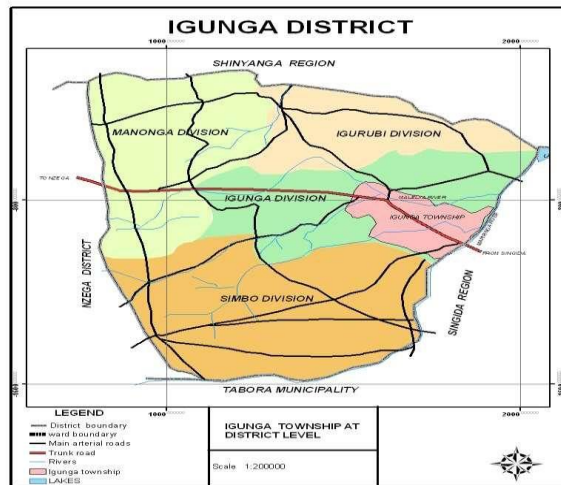 IGUNGA DISTRICT
1000 2000
SHINYANGA REGION
MANONGA DIVISION
IGURUBI DIVISION
TO NZEGA
IGUNGA DIVISION
IGUNGA TOWNSHIP
FROM SINGIDA
NZEGA DISTRICT
SIMBO DIVISION
SINGIDA REGION
TABORA MUNICIPALITY
1000 2000
LEGEND
District boundary
ward boundaryr
Main arterial roads
Trunk road
Rivers
Igunga township
LAKES
IGUNGA TOWNSHIP AT
DISTRICT LEVEL
Scale 1:200000